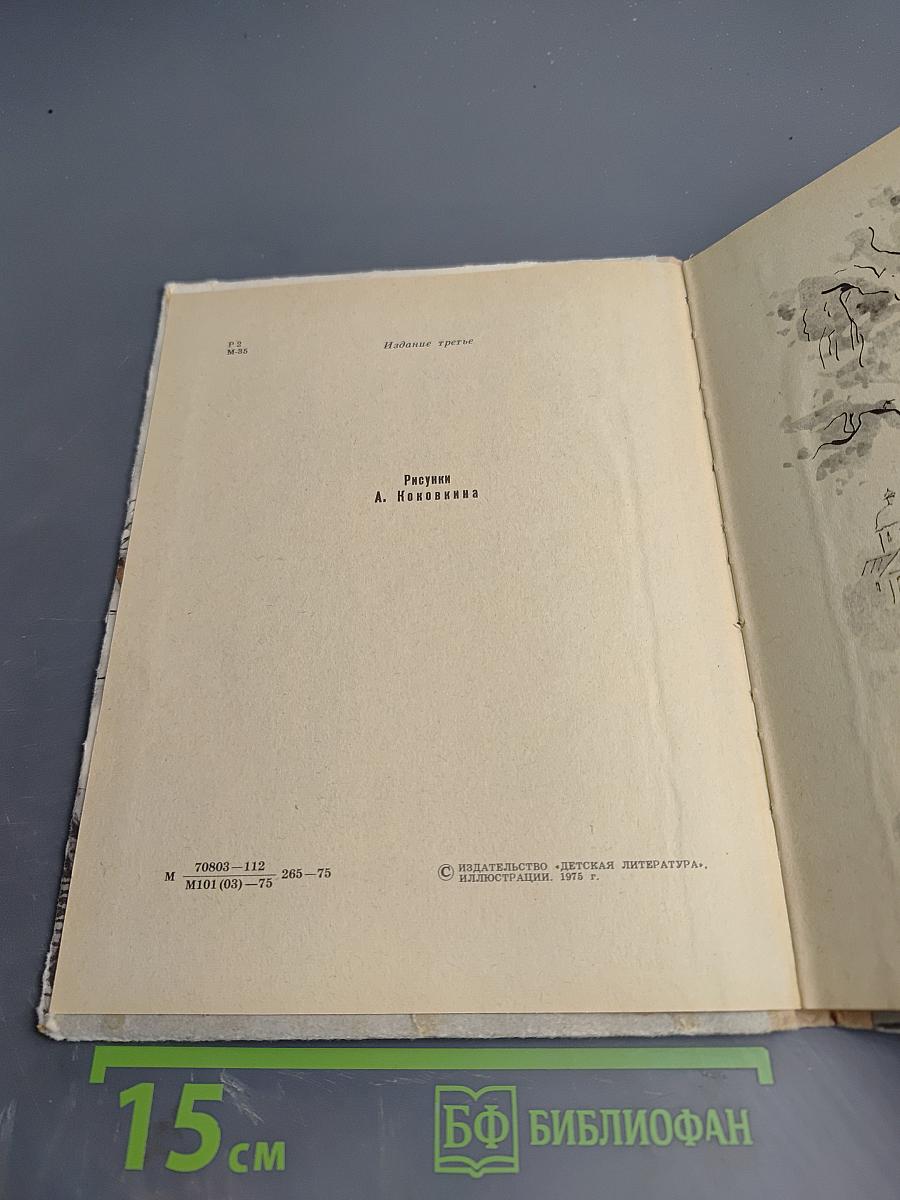 Р 2
М-35
Издание третье
Рисунки
А. Коковкина
М 70803—112
М101(03)—75 265—75
© ИЗДАТЕЛЬСТВО «ДЕТСКАЯ ЛИТЕРАТУРА»,
ИЛЛЮСТРАЦИИ. 1975 г.
15 см
БФ БИБЛИОФАН